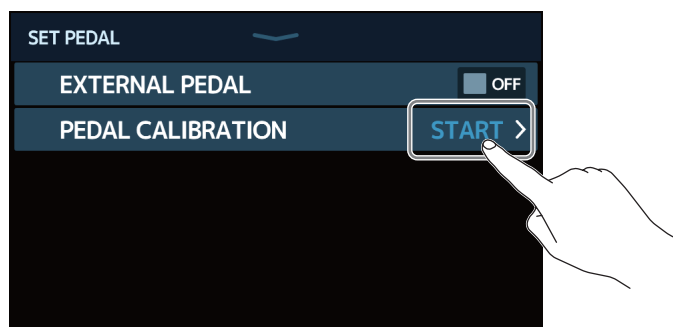 SET PEDAL
EXTERNAL PEDAL OFF
PEDAL CALIBRATION START >